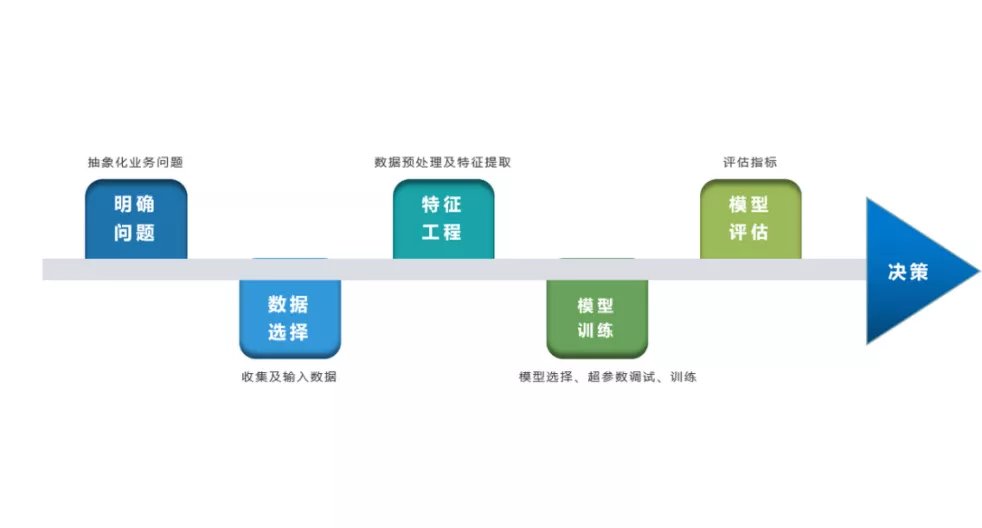 抽象化业务问题
明确
问题
数据选择
收集及输入数据
数据预处理及特征提取
特征
工程
模型
训练
模型选择、超参数调试、训练
评估指标
模型
评估
决策